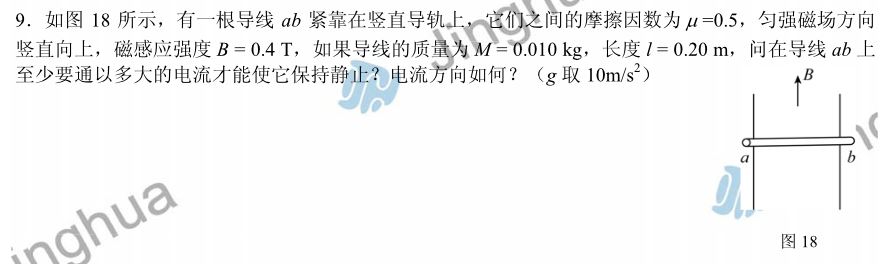 9．如图 18 所示，有一根导线 ab 紧靠在竖直导轨上，它们之间的摩擦因数为 μ=0.5，匀强磁场方向
竖直向上，磁感应强度 B = 0.4 T，如果导线的质量为 M = 0.010 kg，长度 l = 0.20 m，问在导线 ab 上
至少要通以多大的电流才能使它保持静止？电流方向如何？（g 取 10m/s²）
B
a
b
图 18
Jinghua
inghua